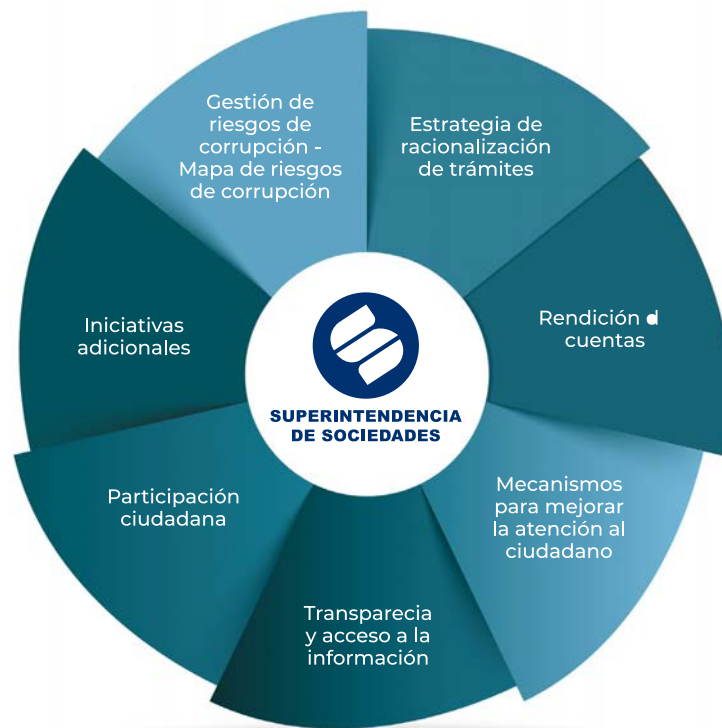 Gestión de
riesgos de
corrupción -
Mapa de riesgos
de corrupción
Estrategia de
racionalización
de trámites
Rendición d
cuentas
Mecanismos
para mejorar
la atención al
ciudadano
Transparecia
y acceso a la
información
Participación
ciudadana
Iniciativas
adicionales
SUPERINTENDENCIA
DE SOCIEDADES